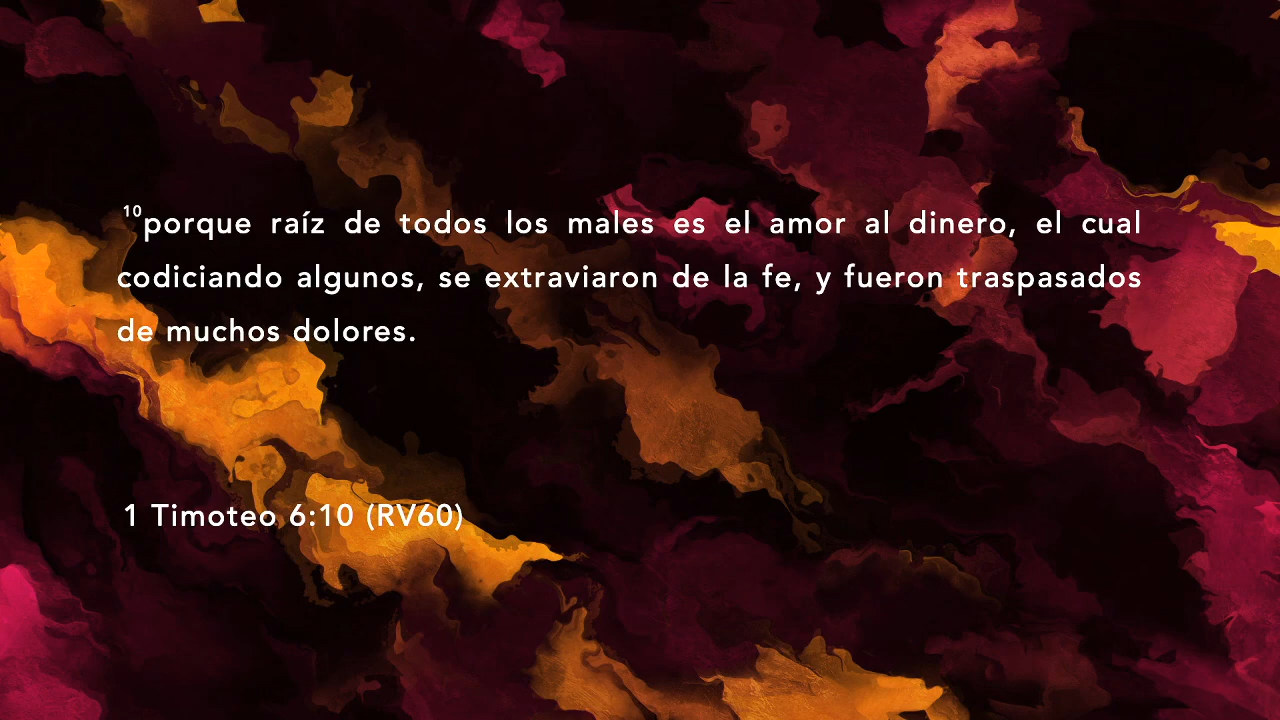 10porque raíz de todos los males es el amor al dinero, el cual
codiciando algunos, se extraviaron de la fe, y fueron traspasados
de muchos dolores.
1 Timoteo 6:10 (RV60)